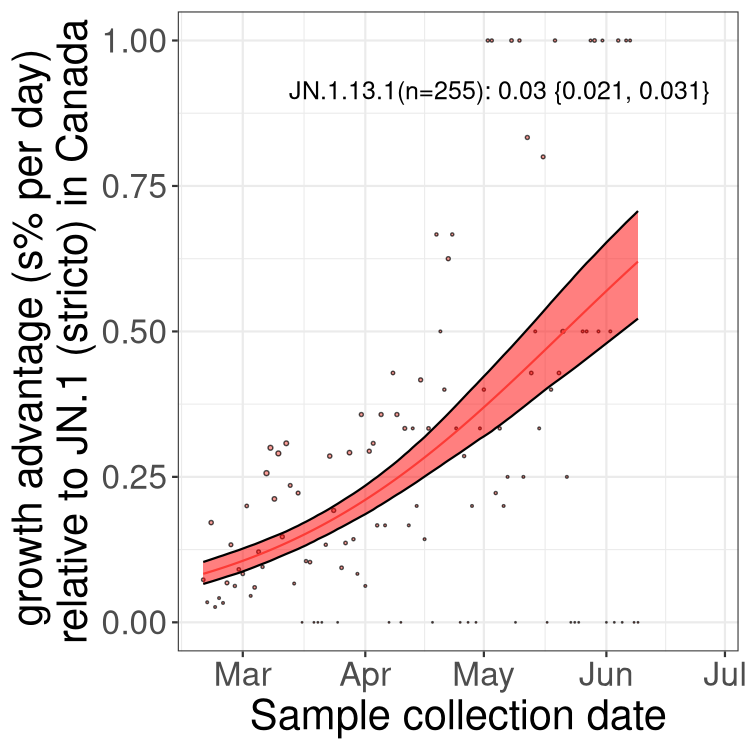 growth advantage (s% per day)
relative to JN.1 (stricto) in Canada
1.00
0.75
0.50
0.25
0.00
JN.1.13.1(n=255): 0.03 {0.021, 0.031}
Mar Apr May Jun Jul
Sample collection date